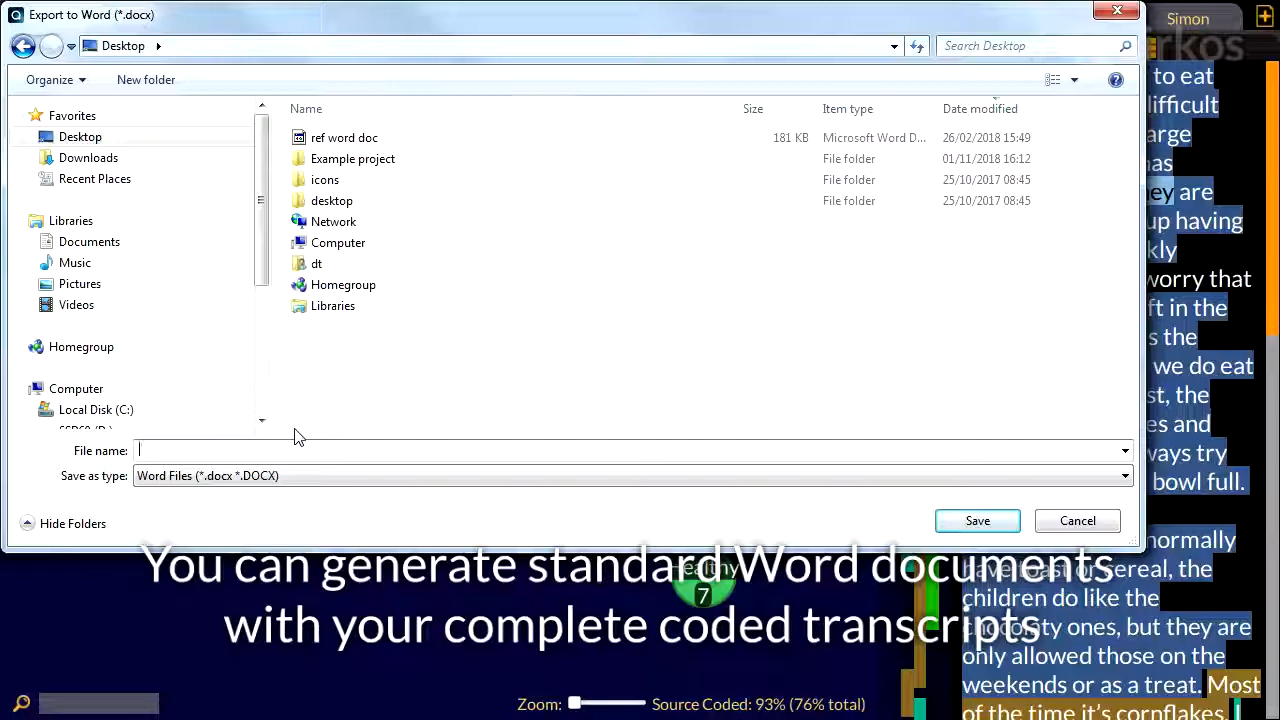 Export to Word (*.docx)
Simon
Desktop
Search Desktop
Organize
New folder
Name
Size
Item type
Date modified
Favorites
Desktop
Downloads
Recent Places
Libraries
Documents
Music
Pictures
Videos
Homegroup
Computer
Local Disk (C:)
ref word doc 181 KB Microsoft Word D... 26/02/2018 15:49
Example project File folder 01/11/2018 16:12
icons File folder 25/10/2017 08:45
desktop File folder 25/10/2017 08:45
Network
Computer
dt
Homegroup
Libraries
File name:
Save as type: Word Files (*.docx *.DOCX)
Hide Folders
Save
Cancel
You can generate standard Word documents
with your complete coded transcripts
7
Zoom:
Source Coded: 93% (76% total)
to eat
are
up having
worry that
in the
the
we do eat
the
and
try
bowl full.
normally
have toast or cereal, the
children do like the
ones, but they are
only allowed those on the
weekends or as a treat. Most
of the time it's cornflakes.